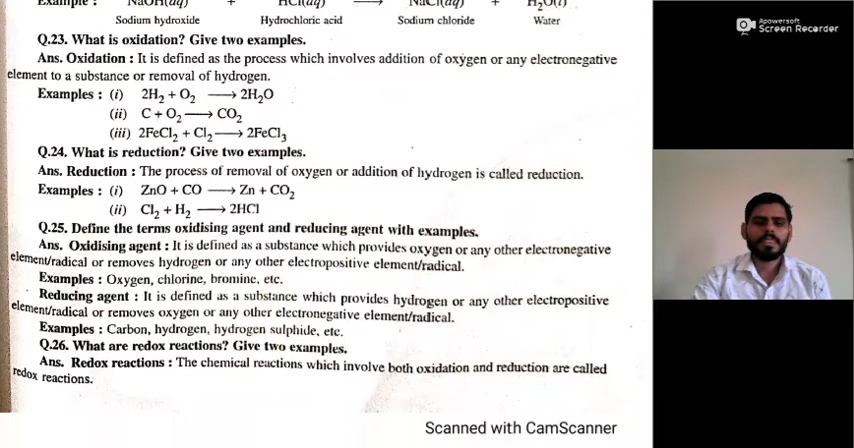 Example : NaOH(aq) + HCl(aq) ⟶ NaCl(aq) + H₂O(l)
Sodium hydroxide Hydrochloric acid Sodium chloride Water
Q.23. What is oxidation? Give two examples.
Ans. Oxidation : It is defined as the process which involves addition of oxygen or any electronegative
element to a substance or removal of hydrogen.
Examples : (i) 2H₂ + O₂ ⟶ 2H₂O
(ii) C + O₂ ⟶ CO₂
(iii) 2FeCl₂ + Cl₂ ⟶ 2FeCl₃
Q.24. What is reduction? Give two examples.
Ans. Reduction : The process of removal of oxygen or addition of hydrogen is called reduction.
Examples : (i) ZnO + CO ⟶ Zn + CO₂
(ii) Cl₂ + H₂ ⟶ 2HCl
Q.25. Define the terms oxidising agent and reducing agent with examples.
Ans. Oxidising agent : It is defined as a substance which provides oxygen or any other electronegative
element/radical or removes hydrogen or any other electropositive element/radical.
Examples : Oxygen, chlorine, bromine, etc.
Reducing agent : It is defined as a substance which provides hydrogen or any other electropositive
element/radical or removes oxygen or any other electronegative element/radical.
Examples : Carbon, hydrogen, hydrogen sulphide, etc.
Q.26. What are redox reactions? Give two examples.
Ans. Redox reactions : The chemical reactions which involve both oxidation and reduction are called
redox reactions.
Scanned with CamScanner
Apowersoft
Screen Recorder